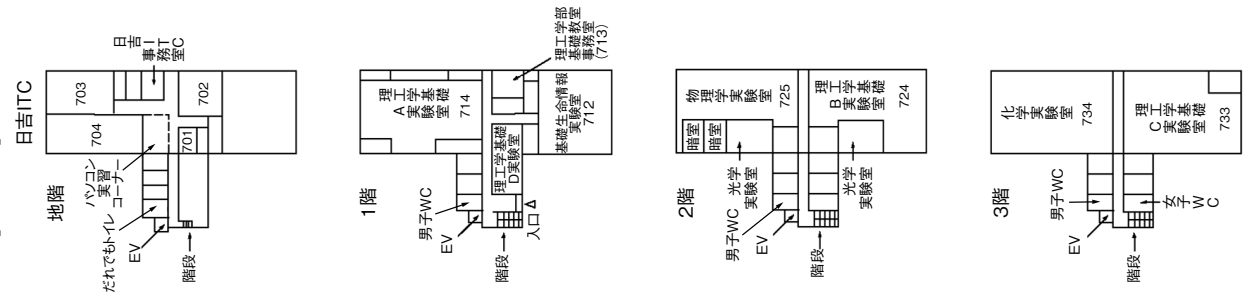 日吉ITC
地階
703
704
702
701
日吉IT
事務
室C
パソコン
実習
コーナー
だれでもトイレ
EV
階段
1階
理工学基礎
A実験室
714
理工学部
基礎教室
事務室
(713)
基礎生命情報
実験室
712
理工学基礎
D実験室
男子WC
EV
階段
入口
2階
物理学実験室
725
理工学基礎
B実験室
724
暗室
暗室
光学
実験室
光学
実験室
男子WC
EV
階段
3階
化学実験室
734
理工学基礎
C実験室
733
男子WC
女子WC
EV
階段